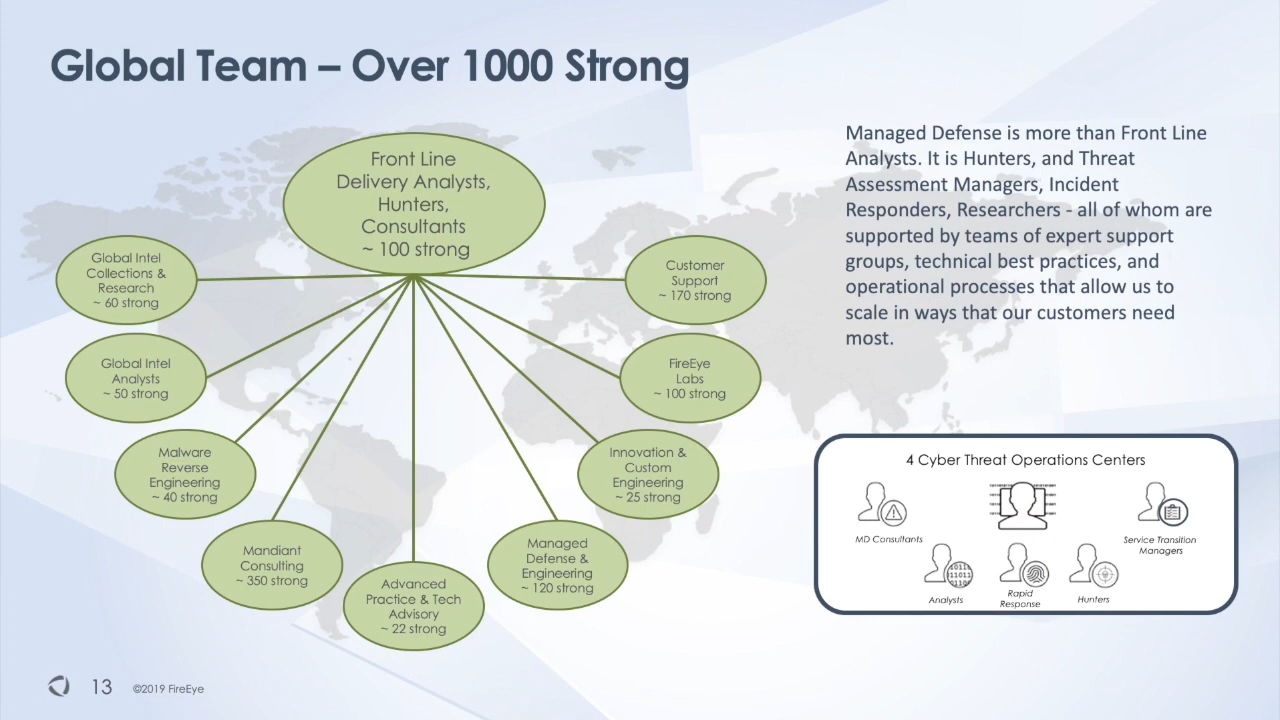 Global Team – Over 1000 Strong
Front Line
Delivery Analysts,
Hunters,
Consultants
~ 100 strong
Global Intel
Collections &
Research
~ 60 strong
Global Intel
Analysts
~ 50 strong
Malware
Reverse
Engineering
~ 40 strong
Mandiant
Consulting
~ 350 strong
Advanced
Practice & Tech
Advisory
~ 22 strong
Managed
Defense &
Engineering
~ 120 strong
Innovation &
Custom
Engineering
~ 25 strong
FireEye
Labs
~ 100 strong
Customer
Support
~ 170 strong
Managed Defense is more than Front Line
Analysts. It is Hunters, and Threat
Assessment Managers, Incident
Responders, Researchers - all of whom are
supported by teams of expert support
groups, technical best practices, and
operational processes that allow us to
scale in ways that our customers need
most.
4 Cyber Threat Operations Centers
MD Consultants
Service Transition
Managers
Analysts
Rapid
Response
Hunters
13
©2019 FireEye